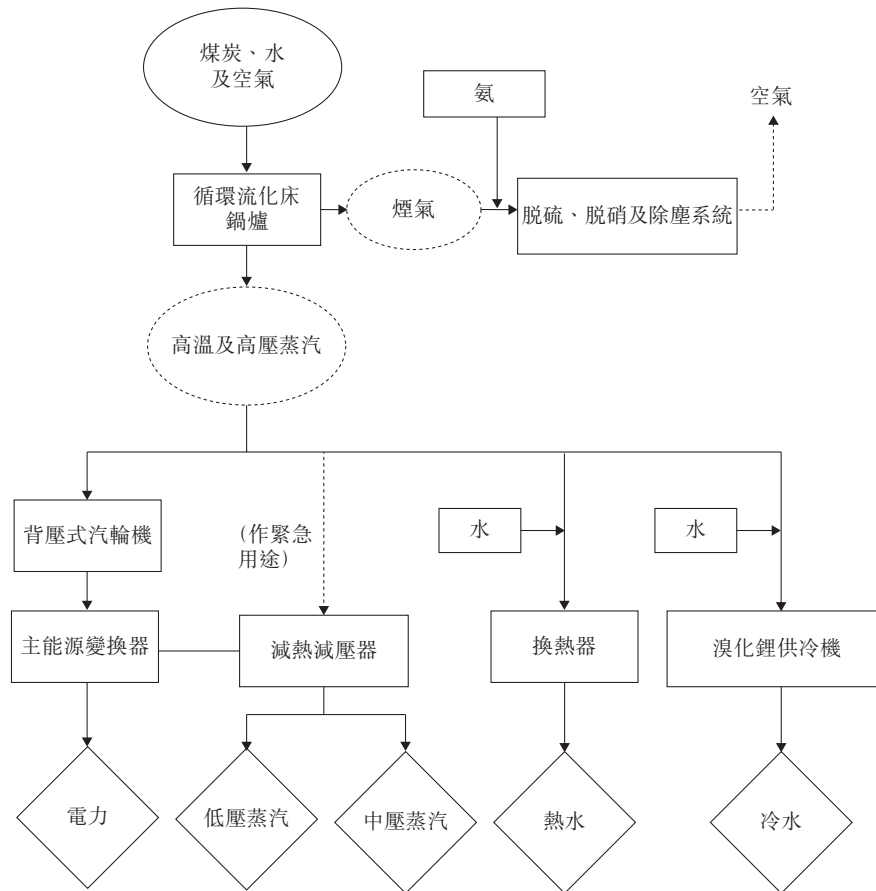 煤炭、水
及空氣
氨
空氣
循環流化床
鍋爐
煙氣
脫硫、脫硝及除塵系統
高溫及高壓蒸汽
背壓式汽輪機
(作緊急
用途)
水
水
主能源變換器
減熱減壓器
換熱器
溴化鋰供冷機
電力
低壓蒸汽
中壓蒸汽
熱水
冷水